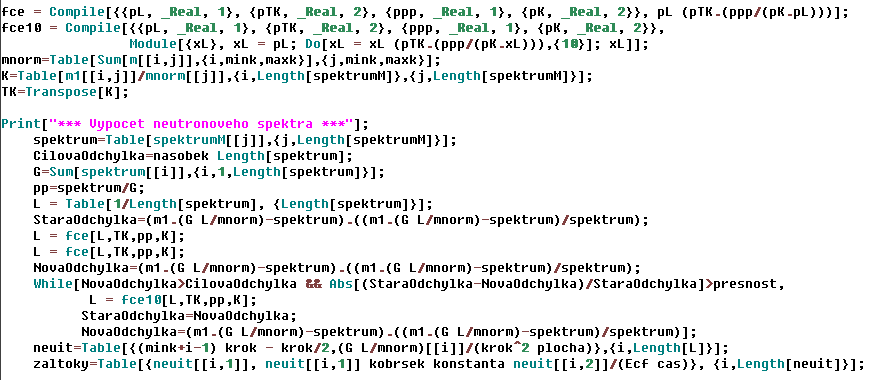 fce = Compile[{{pL, _Real, 1}, {pTK, _Real, 2}, {ppp, _Real, 1}, {pK, _Real, 2}}, pL (pTK.(ppp/(pK.pL)))];
fce10 = Compile[{{pL, _Real, 1}, {pTK, _Real, 2}, {ppp, _Real, 1}, {pK, _Real, 2}},
Module[{xL}, xL = pL; Do[xL = xL (pTK.(ppp/(pK.xL))),{10}]; xL]];
mnorm=Table[Sum[m[[i,j]],{i,mink,maxk}],{j,mink,maxk}];
K=Table[m1[[i,j]]/mnorm[[j]],{i,Length[spektrumM]},{j,Length[spektrumM]}];
TK=Transpose[K];
Print["*** Vypocet neutronoveho spektra ***"];
spektrum=Table[spektrumM[[j]],{j,Length[spektrumM]}];
CilovaOdchylka=nasobek Length[spektrum];
G=Sum[spektrum[[i]],{i,1,Length[spektrum]}];
pp=spektrum/G;
L = Table[1/Length[spektrum], {Length[spektrum]}];
StaraOdchylka=(m1.(G L/mnorm)-spektrum).((m1.(G L/mnorm)-spektrum)/spektrum);
L = fce[L,TK,pp,K];
L = fce[L,TK,pp,K];
NovaOdchylka=(m1.(G L/mnorm)-spektrum).((m1.(G L/mnorm)-spektrum)/spektrum);
While[NovaOdchylka>CilovaOdchylka && Abs[(StaraOdchylka-NovaOdchylka)/StaraOdchylka]>presnost,
L = fce10[L,TK,pp,K];
StaraOdchylka=NovaOdchylka;
NovaOdchylka=(m1.(G L/mnorm)-spektrum).((m1.(G L/mnorm)-spektrum)/spektrum)];
neuit=Table[{(mink+i-1) krok - krok/2,(G L/mnorm)[[i]]/(krok^2 plocha)},{i,Length[L]}];
zaltoky=Table[{neuit[[i,1]], neuit[[i,1]] kobrsek konstanta neuit[[i,2]]/(Ecf cas)}, {i,Length[neuit]}];